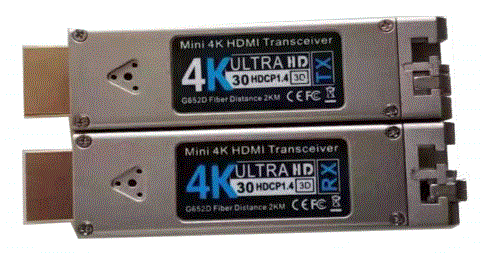 Mini 4K HDMI Transceiver
4K ULTRA HD TX
30 HDCP1.4 3D
G652D Fiber Distance 2KM CE FC
Mini 4K HDMI Transceiver
4K ULTRA HD RX
30 HDCP1.4 3D
G652D Fiber Distance 2KM CE FC